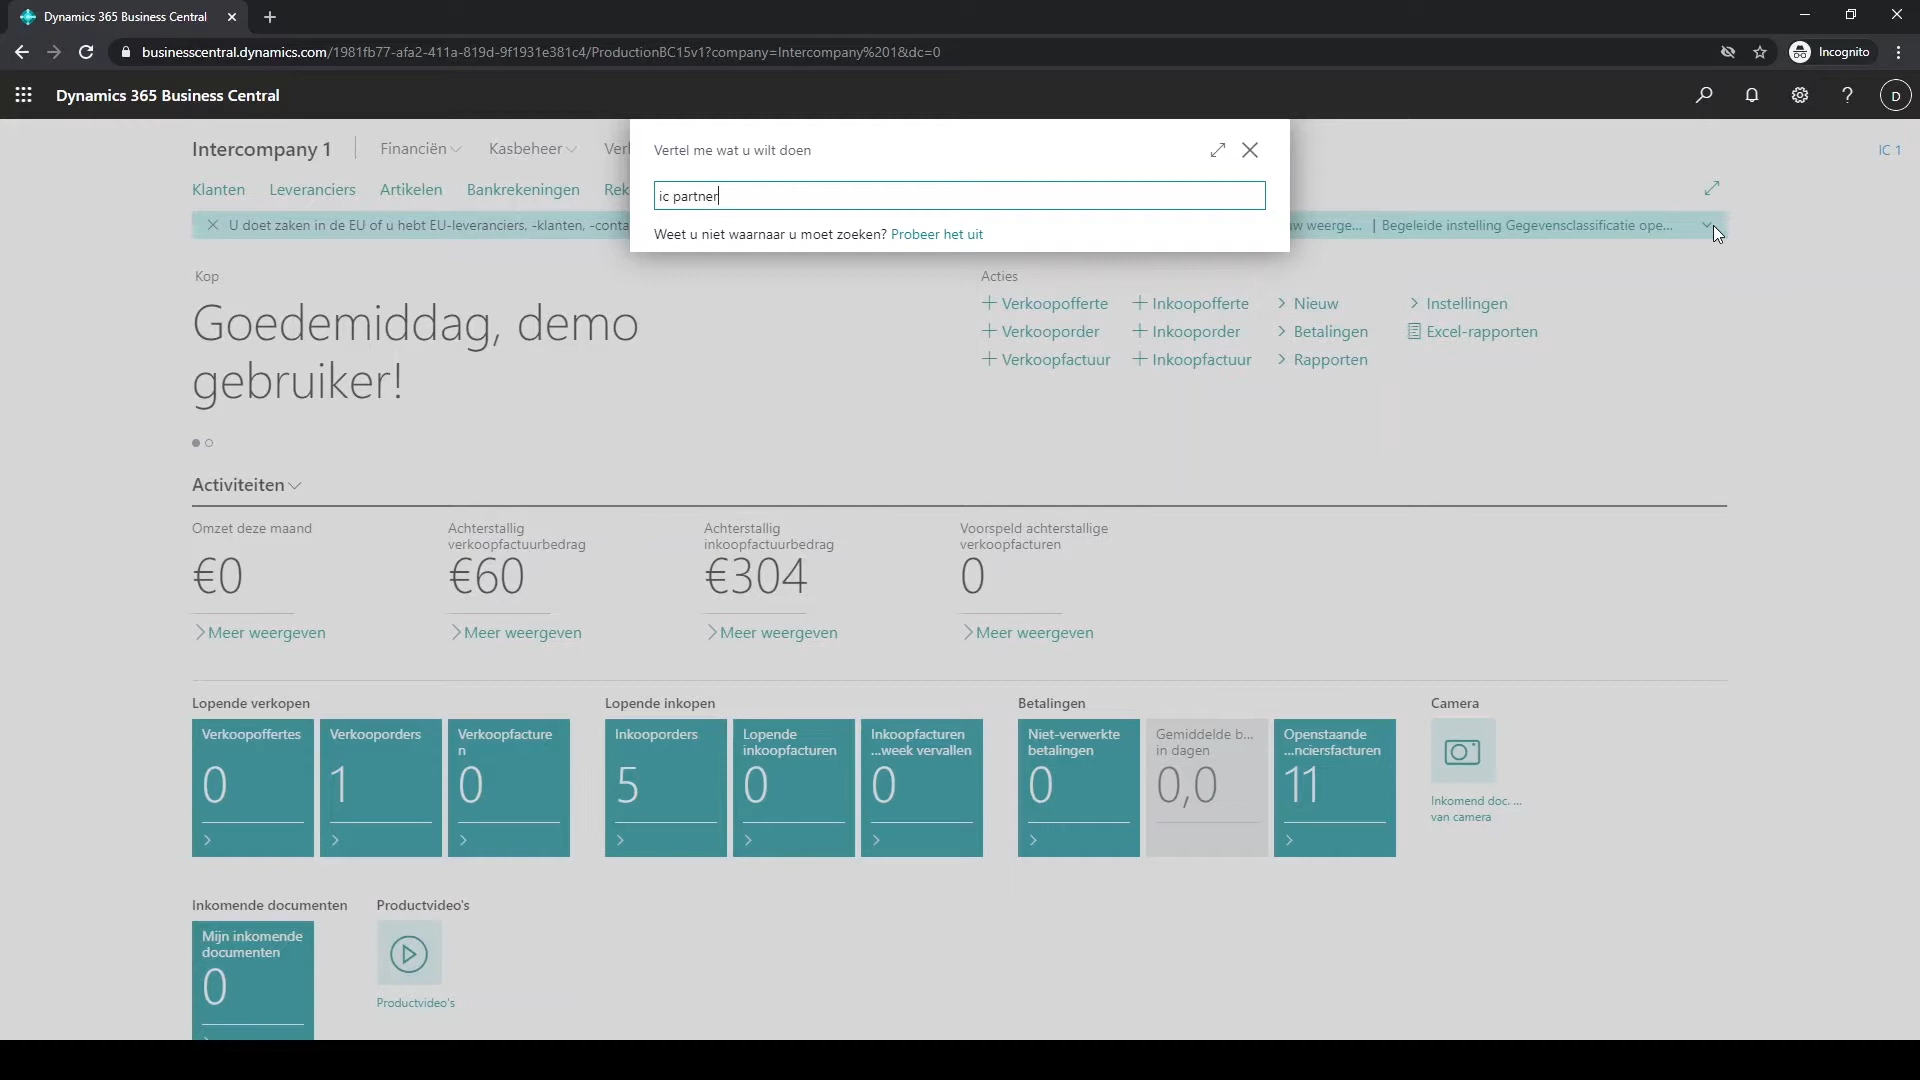 Dynamics 365 Business Central
businesscentral.dynamics.com/1981fb77-afa2-411a-819d-9f1931e381c4/ProductionBC15v1?company=Intercompany%201&dc=0
Incognito
Dynamics 365 Business Central
?
D
Intercompany 1
Financiën
Kasbeheer
Verl
IC 1
Klanten
Leveranciers
Artikelen
Bankrekeningen
Rek
Vertel me wat u wilt doen
ic partner
Weet u niet waarnaar u moet zoeken? Probeer het uit
U doet zaken in de EU of u hebt EU-leveranciers, -klanten, -conta
uw weerge... | Begeleide instelling Gegevensclassificatie ope...
Kop
Goedemiddag, demo
gebruiker!
Acties
Verkoopofferte
Inkoopofferte
Nieuw
Instellingen
Verkooporder
Inkooporder
Betalingen
Excel-rapporten
Verkoopfactuur
Inkoopfactuur
Rapporten
Activiteiten
Omzet deze maand
€0
Meer weergeven
Achterstallig
verkoopfactuurbedrag
€60
Meer weergeven
Achterstallig
inkoopfactuurbedrag
€304
Meer weergeven
Voorspeld achterstallige
verkoopfacturen
0
Meer weergeven
Lopende verkopen
Verkoopoffertes
0
Verkooporders
1
Verkoopfacture
n
0
Lopende inkopen
Inkooporders
5
Lopende
inkoopfacturen
0
Inkoopfacturen
...week vervallen
0
Betalingen
Niet-verwerkte
betalingen
0
Gemiddelde b...
in dagen
0,0
Openstaande
...nciersfacturen
11
Camera
Inkomend doc. ...
van camera
Inkomende documenten
Mijn inkomende
documenten
0
Productvideo's
Productvideo's